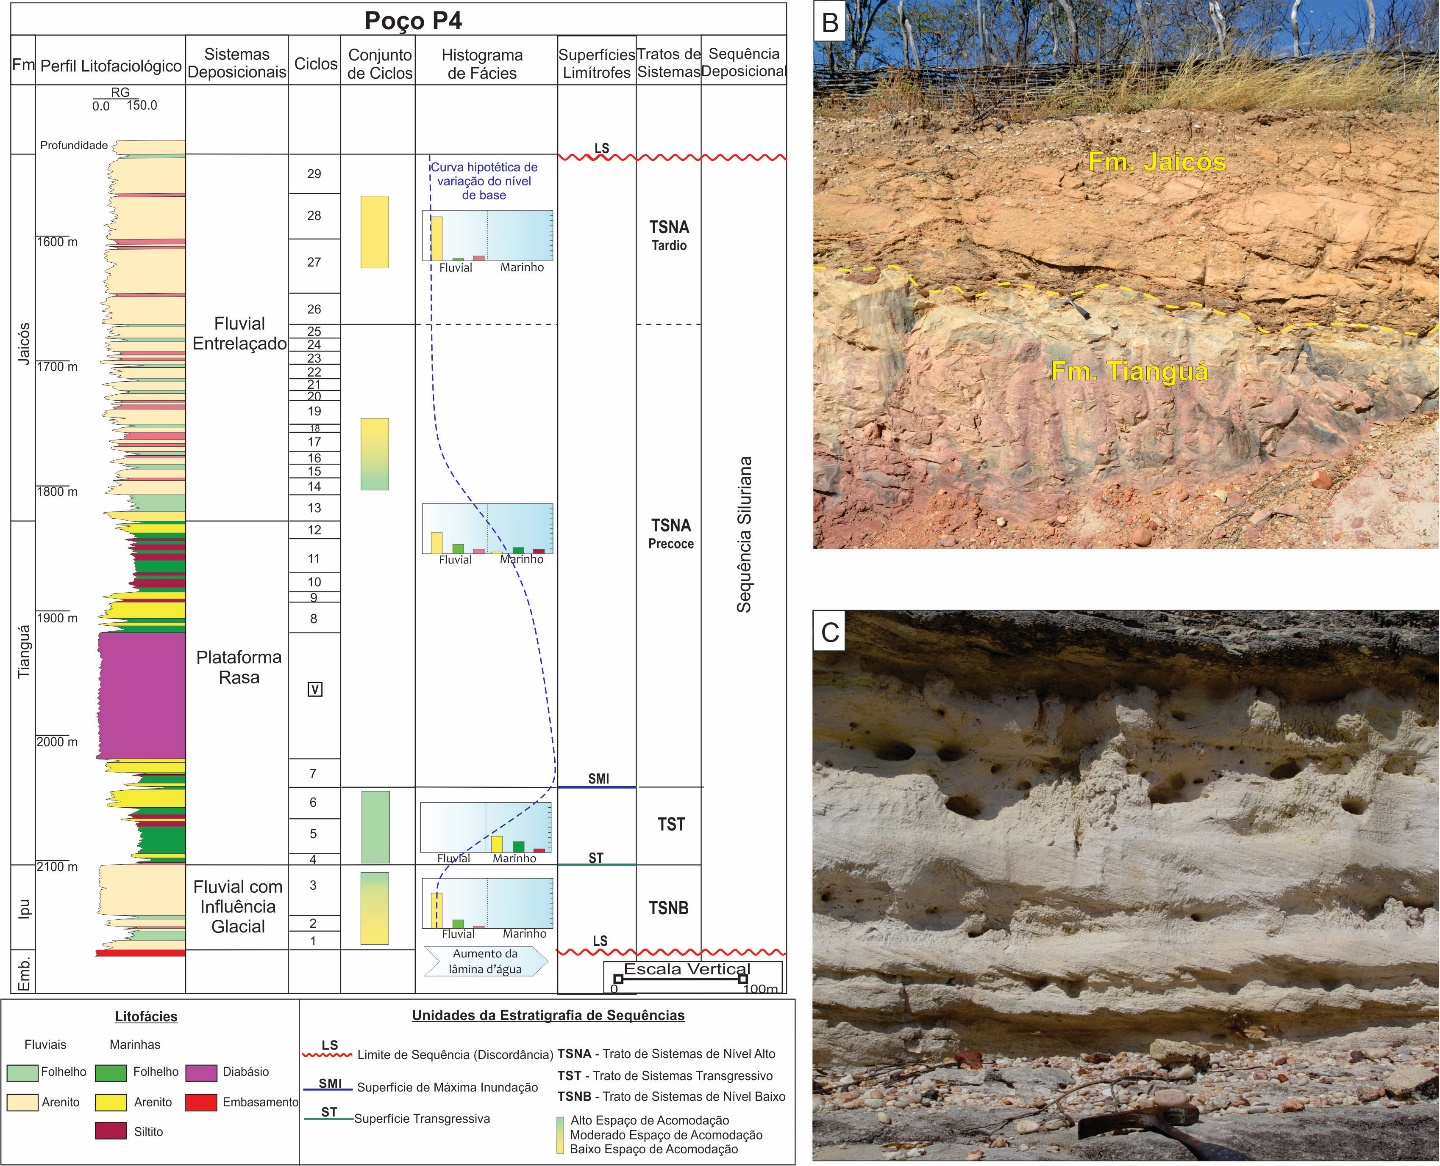 Poço P4
Fm
Perfil Litofaciológico
Sistemas
Deposicionais
Ciclos
Conjunto
de Ciclos
Histograma
de Fácies
Superfícies
Limítrofes
Tratos de
Sistemas
Sequência
Deposicional
RG
0.0 150.0
Profundidade
1600 m
1700 m
1800 m
1900 m
2000 m
2100 m
Jaicós
Tianguá
Ipu
Emb.
Fluvial
Entrelaçado
Plataforma
Rasa
Fluvial com
Influência
Glacial
29
28
27
26
25
24
23
22
21
20
19
18
17
16
15
14
13
12
11
10
9
8
V
7
6
5
4
3
2
1
Curva hipotética de
variação do nível
de base
Fluvial Marinho
Fluvial Marinho
Fluvial Marinho
Fluvial Marinho
Aumento da
lâmina d'água
LS
SMI
ST
LS
TSNA
Tardio
TSNA
Precoce
TST
TSNB
Sequência Siluriana
Escala Vertical
0 100m
Litofácies
Fluviais Marinhas
Folhelho Folhelho Diabásio
Arenito Arenito Embasamento
Siltito
Unidades da Estratigrafia de Sequências
LS Limite de Sequência (Discordância)
SMI Superfície de Máxima Inundação
ST Superfície Transgressiva
TSNA - Trato de Sistemas de Nível Alto
TST - Trato de Sistemas Transgressivo
TSNB - Trato de Sistemas de Nível Baixo
Alto Espaço de Acomodação
Moderado Espaço de Acomodação
Baixo Espaço de Acomodação
B
Fm. Jaicós
Fm. Tianguá
C